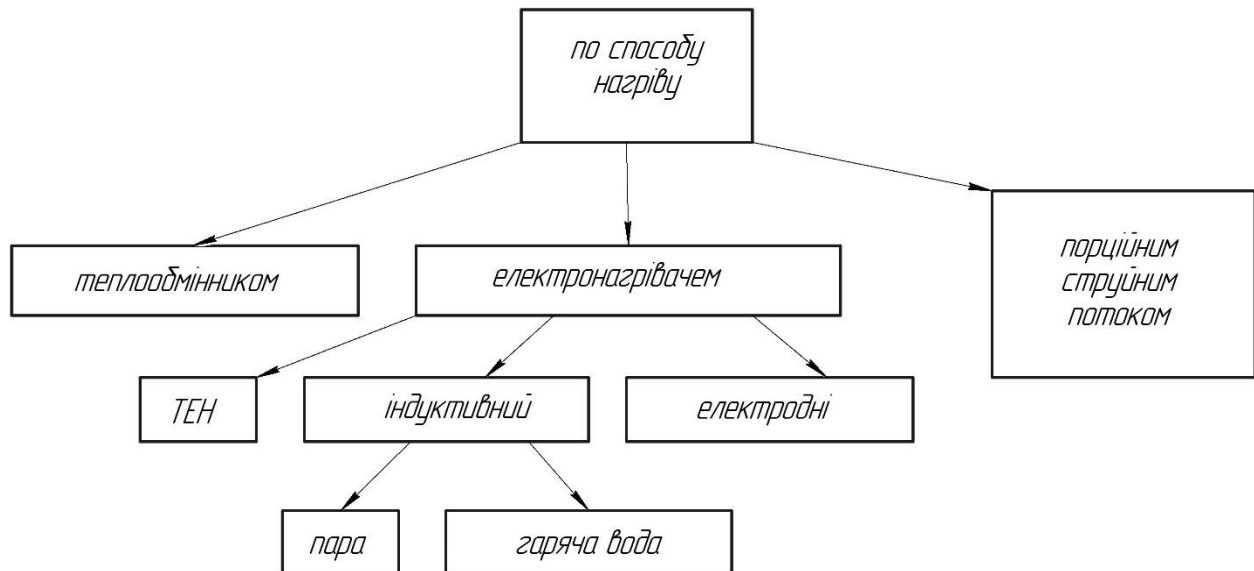 по способу
нагріву
теплообмінником
електронагрівачем
порційним
струйним
потоком
ТЕН
індуктивний
електродні
пара
гаряча вода